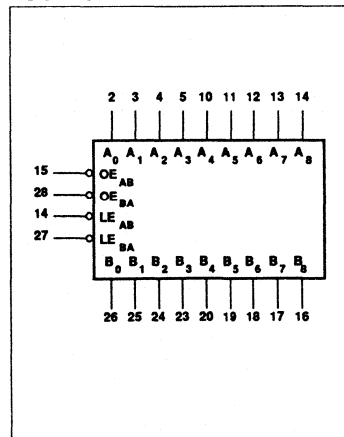 2 3 4 5 10 11 12 13 14
A0 A1 A2 A3 A4 A5 A6 A7 A8
15 OEAB
28 OEBA
14 LEAB
27 LEBA
B0 B1 B2 B3 B4 B5 B6 B7 B8
26 25 24 23 20 19 18 17 16